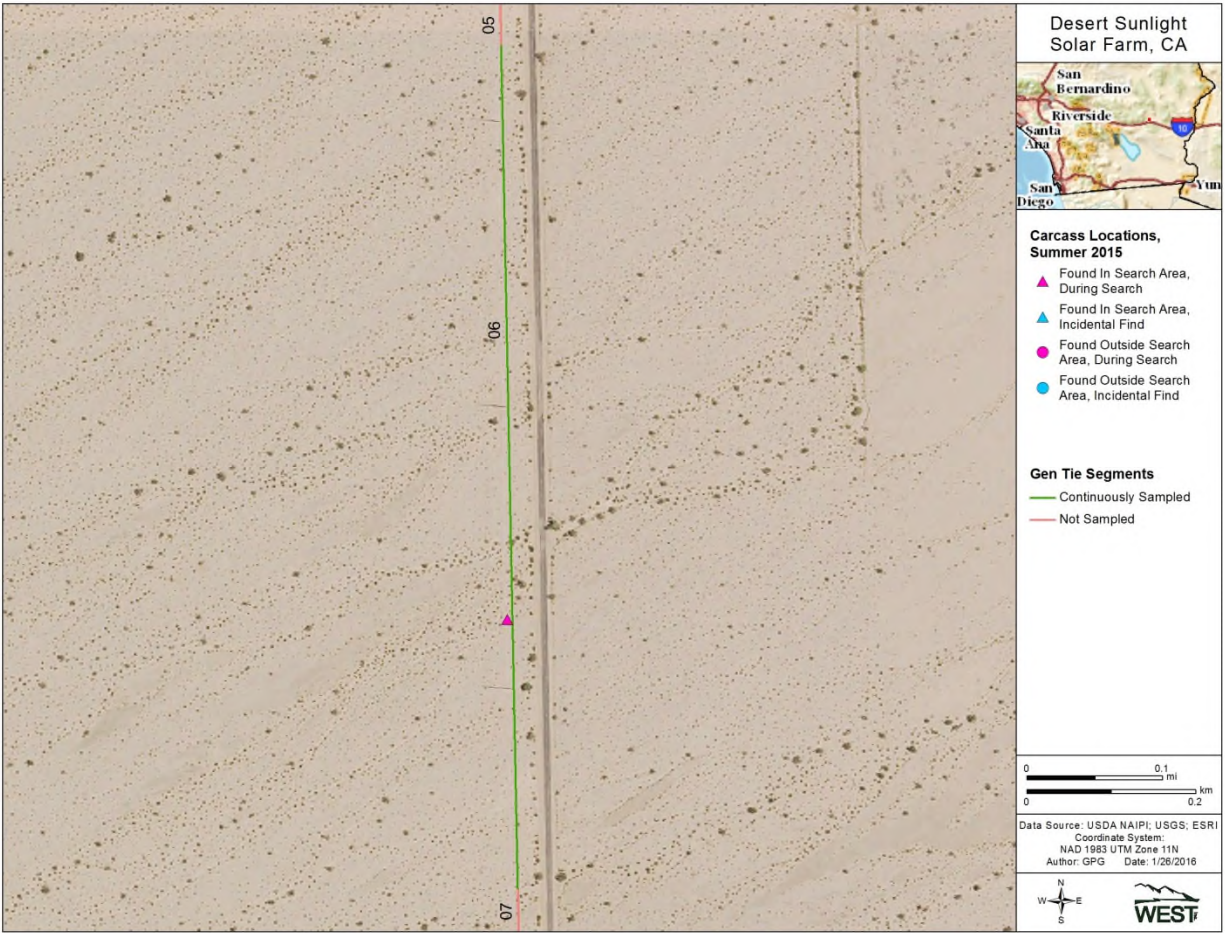 05
06
07
Desert Sunlight
Solar Farm, CA
San
Bernardino
Riverside
Santa
Ana
10
San
Diego
Yun
Carcass Locations,
Summer 2015
Found In Search Area,
During Search
Found In Search Area,
Incidental Find
Found Outside Search
Area, During Search
Found Outside Search
Area, Incidental Find
Gen Tie Segments
Continuously Sampled
Not Sampled
0 0.1
mi
km
0 0.2
Data Source: USDA NAIPI; USGS; ESRI
Coordinate System:
NAD 1983 UTM Zone 11N
Author: GPG Date: 1/26/2016
N
W E
S
WEST